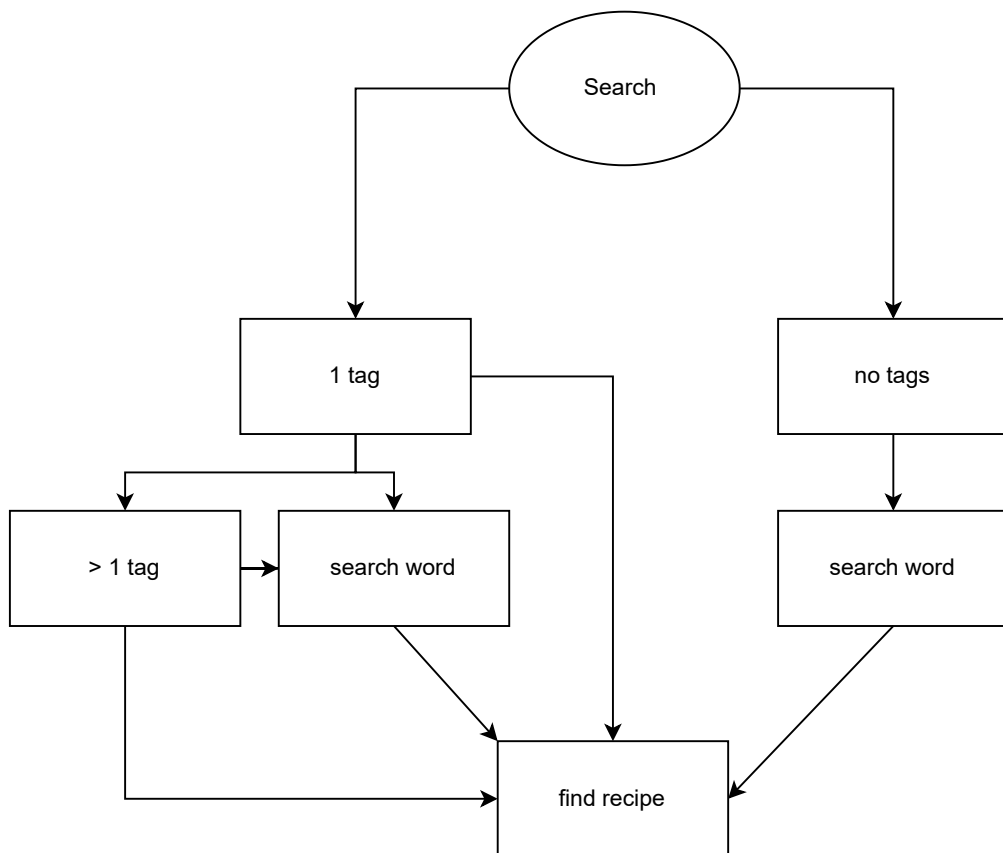 Search
1 tag
no tags
> 1 tag
search word
search word
find recipe